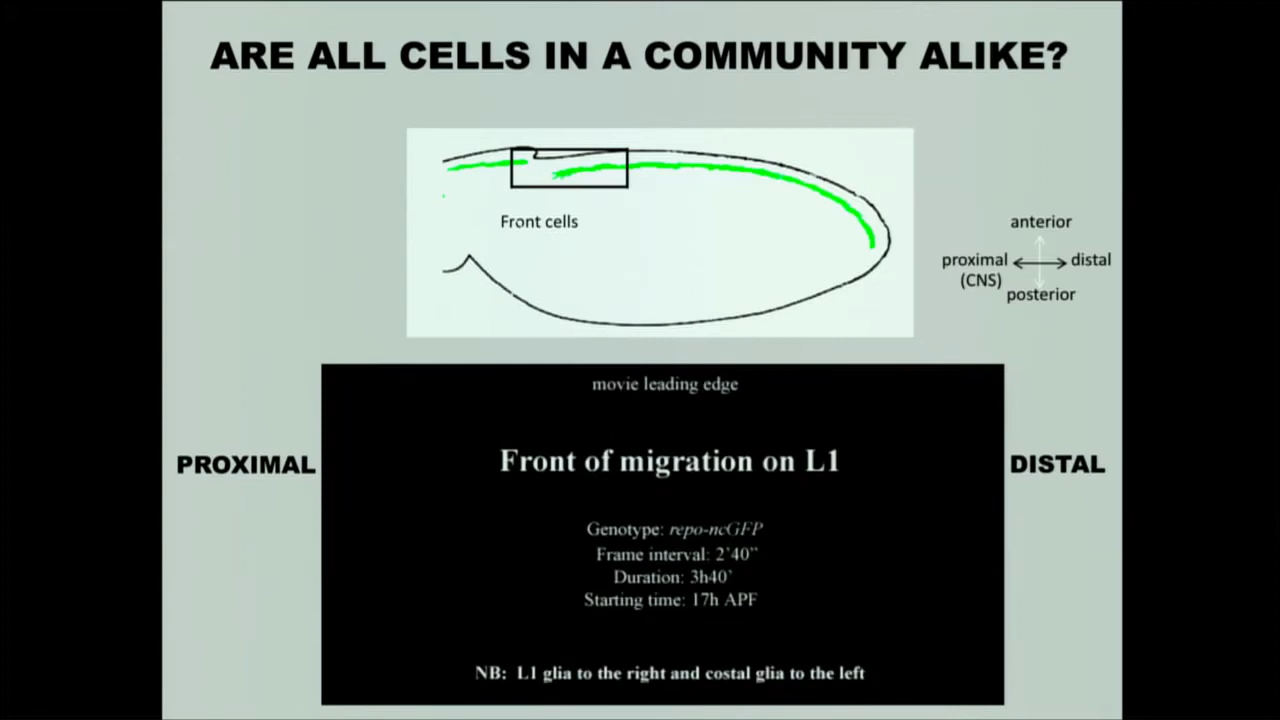 ARE ALL CELLS IN A COMMUNITY ALIKE?
Front cells
anterior
proximal
distal
(CNS)
posterior
movie leading edge
Front of migration on L1
PROXIMAL
DISTAL
Genotype: repo-ncGFP
Frame interval: 2'40"
Duration: 3h40'
Starting time: 17h APF
NB: L1 glia to the right and costal glia to the left